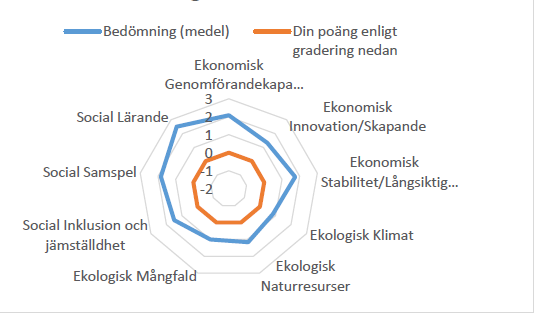 Bedömning (medel)
Din poäng enligt
gradering nedan
Ekonomisk
Genomförandekapa...
Ekonomisk
Innovation/Skapande
Ekonomisk
Stabilitet/Långsiktig...
Ekologisk Klimat
Ekologisk
Naturresurser
Ekologisk Mångfald
Social Inklusion och
jämställdhet
Social Samspel
Social Lärande
3
2
1
0
-1
-2